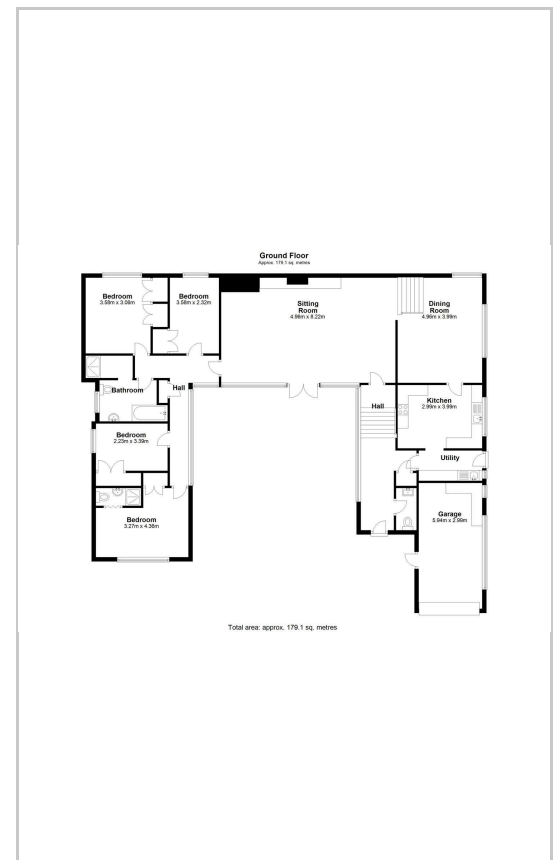 Ground Floor
Approx. 179.1 sq. metres
Bedroom
3.58m x 3.08m
Bedroom
3.58m x 2.32m
Sitting
Room
4.96m x 8.22m
Dining
Room
4.96m x 3.99m
Bathroom
Hall
Hall
Kitchen
2.99m x 3.99m
Bedroom
2.23m x 3.39m
Utility
Bedroom
3.27m x 4.36m
Garage
5.94m x 2.99m
Total area: approx. 179.1 sq. metres